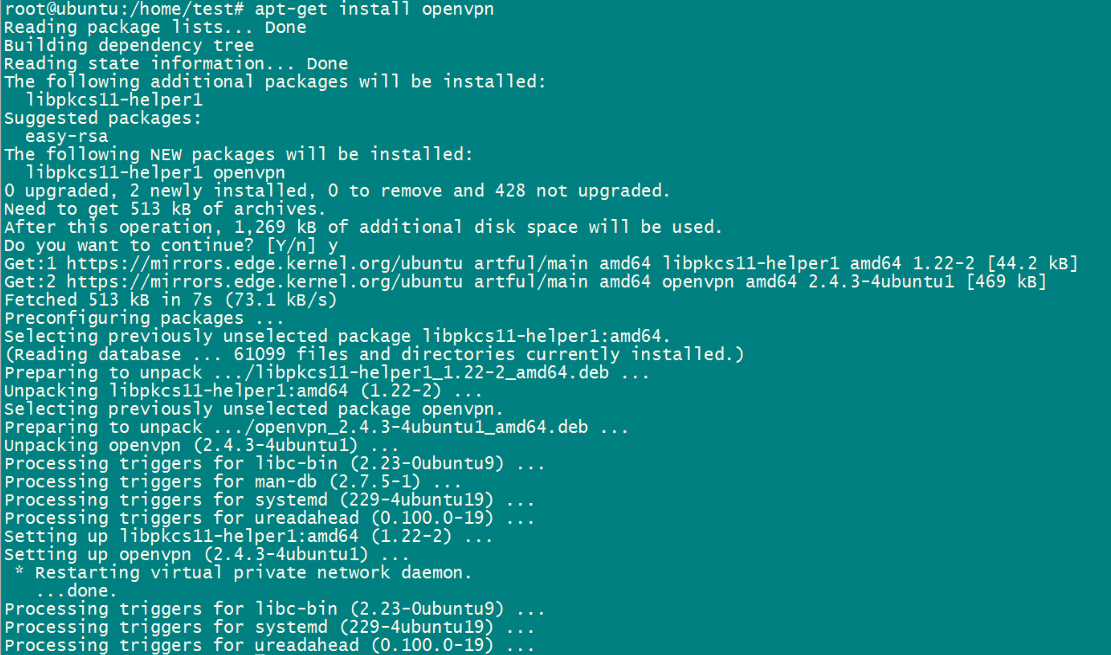 root@ubuntu:/home/test# apt-get install openvpn
Reading package lists... Done
Building dependency tree
Reading state information... Done
The following additional packages will be installed:
  libpkcs11-helper1
Suggested packages:
  easy-rsa
The following NEW packages will be installed:
  libpkcs11-helper1 openvpn
0 upgraded, 2 newly installed, 0 to remove and 428 not upgraded.
Need to get 513 kB of archives.
After this operation, 1,269 kB of additional disk space will be used.
Do you want to continue? [Y/n] y
Get:1 https://mirrors.edge.kernel.org/ubuntu artful/main amd64 libpkcs11-helper1 amd64 1.22-2 [44.2 kB]
Get:2 https://mirrors.edge.kernel.org/ubuntu artful/main amd64 openvpn amd64 2.4.3-4ubuntu1 [469 kB]
Fetched 513 kB in 7s (73.1 kB/s)
Preconfiguring packages ...
Selecting previously unselected package libpkcs11-helper1:amd64.
(Reading database ... 61099 files and directories currently installed.)
Preparing to unpack .../libpkcs11-helper1_1.22-2_amd64.deb ...
Unpacking libpkcs11-helper1:amd64 (1.22-2) ...
Selecting previously unselected package openvpn.
Preparing to unpack .../openvpn_2.4.3-4ubuntu1_amd64.deb ...
Unpacking openvpn (2.4.3-4ubuntu1) ...
Processing triggers for libc-bin (2.23-0ubuntu9) ...
Processing triggers for man-db (2.7.5-1) ...
Processing triggers for systemd (229-4ubuntu19) ...
Processing triggers for ureadahead (0.100.0-19) ...
Setting up libpkcs11-helper1:amd64 (1.22-2) ...
Setting up openvpn (2.4.3-4ubuntu1) ...
 * Restarting virtual private network daemon.
   ...done.
Processing triggers for libc-bin (2.23-0ubuntu9) ...
Processing triggers for systemd (229-4ubuntu19) ...
Processing triggers for ureadahead (0.100.0-19) ...